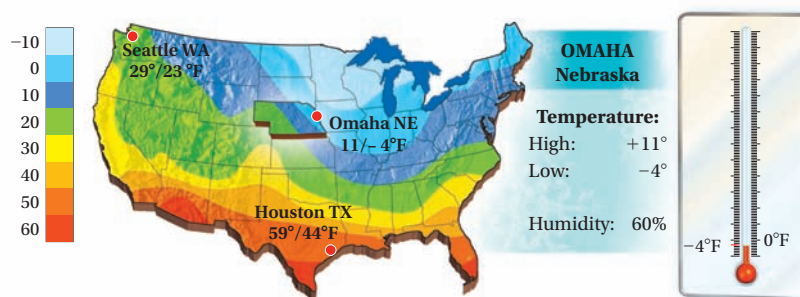 −10
0
10
20
30
40
50
60
Seattle WA
29°/23 °F
Omaha NE
11/− 4°F
Houston TX
59°/44°F
OMAHA
Nebraska
Temperature:
High: +11°
Low: −4°
Humidity: 60%
−4°F
0°F